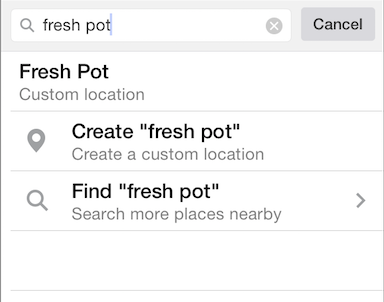 fresh pot Cancel
Fresh Pot
Custom location
Create "fresh pot"
Create a custom location
Find "fresh pot"
Search more places nearby